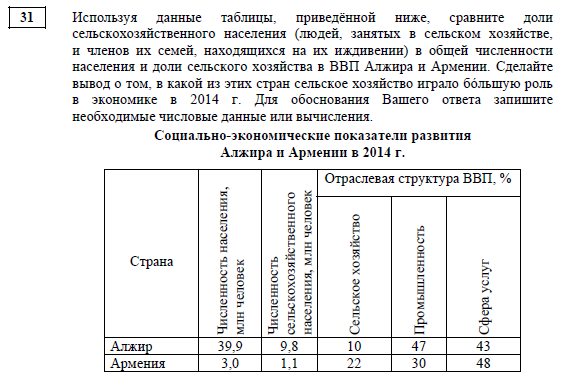 31
Используя данные таблицы, приведённой ниже, сравните доли
сельскохозяйственного населения (людей, занятых в сельском хозяйстве,
и членов их семей, находящихся на их иждивении) в общей численности
населения и доли сельского хозяйства в ВВП Алжира и Армении. Сделайте
вывод о том, в какой из этих стран сельское хозяйство играло бо́льшую роль
в экономике в 2014 г. Для обоснования Вашего ответа запишите
необходимые числовые данные или вычисления.
Социально-экономические показатели развития
Алжира и Армении в 2014 г.
Страна
Численность населения,
млн человек
Численность
сельскохозяйственного
населения, млн человек
Отраслевая структура ВВП, %
Сельское хозяйство
Промышленность
Сфера услуг
Алжир 39,9 9,8 10 47 43
Армения 3,0 1,1 22 30 48